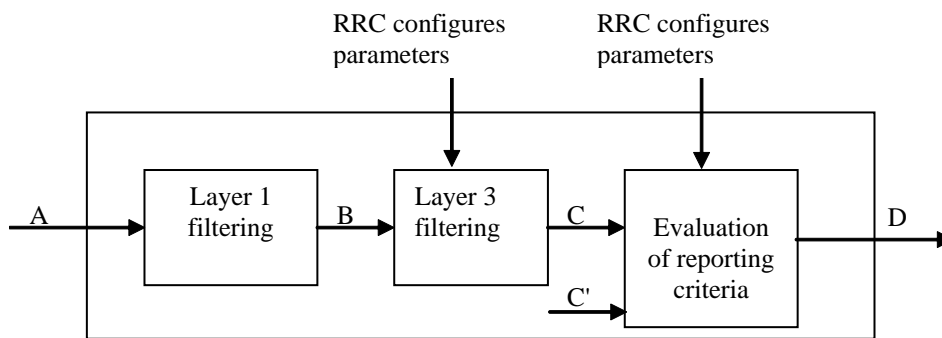 RRC configures
parameters
RRC configures
parameters
A
Layer 1
filtering
B
Layer 3
filtering
C
C'
Evaluation
of reporting
criteria
D